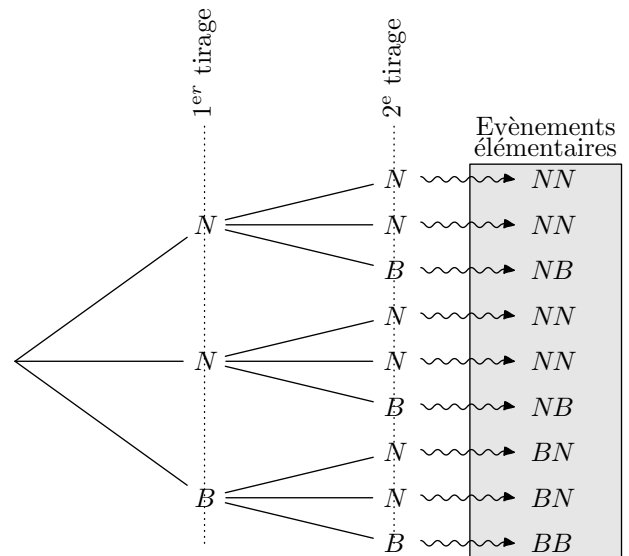 1er tirage
2e tirage
Evènements
élémentaires
N NN
N N NN
B NB
N NN
N N NN
B NB
N BN
B N BN
B BB